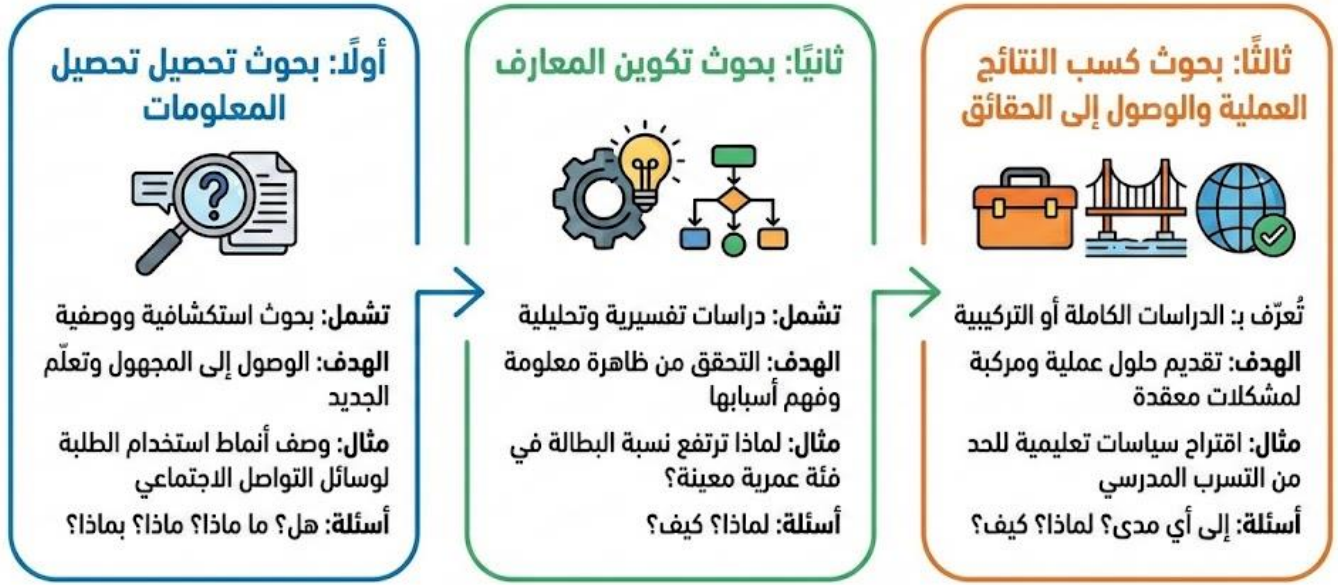 أولًا: بحوث تحصيل تحصيل
المعلومات
تشمل: بحوث استكشافية ووصفية
الهدف: الوصول إلى المجهول وتعلّم
الجديد
مثال: وصف أنماط استخدام الطلبة
لوسائل التواصل الاجتماعي
أسئلة: هل؟ ما ماذا؟ ماذا؟ بماذا؟
ثانيًا: بحوث تكوين المعارف
تشمل: دراسات تفسيرية وتحليلية
الهدف: التحقق من ظاهرة معلومة
وفهم أسبابها
مثال: لماذا ترتفع نسبة البطالة في
فئة عمرية معينة؟
أسئلة: لماذا؟ كيف؟
ثالثًا: بحوث كسب النتائج
العملية والوصول إلى الحقائق
تُعرّف بـ: الدراسات الكاملة أو التركيبية
الهدف: تقديم حلول عملية ومركبة
لمشكلات معقدة
مثال: اقتراح سياسات تعليمية للحد
من التسرب المدرسي
أسئلة: إلى أي مدى؟ لماذا؟ كيف؟